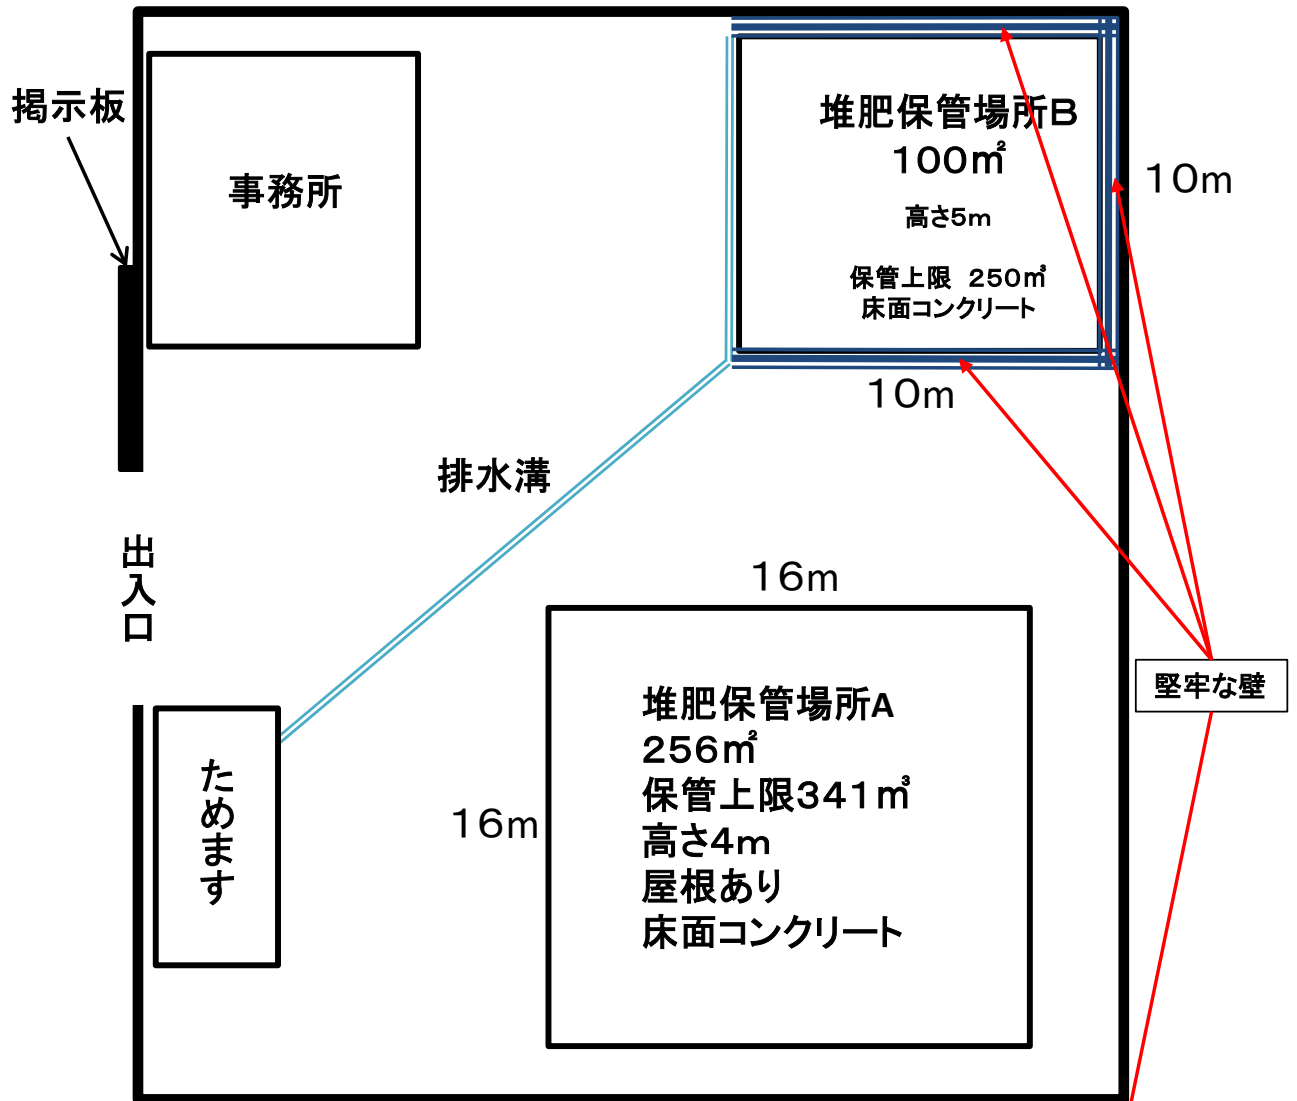 掲示板
事務所
堆肥保管場所B
100㎡
高さ5m
保管上限 250㎥
床面コンクリート
10m
10m
排水溝
出入口
16m
堆肥保管場所A
256㎡
保管上限341㎥
高さ4m
屋根あり
床面コンクリート
16m
ためます
堅牢な壁